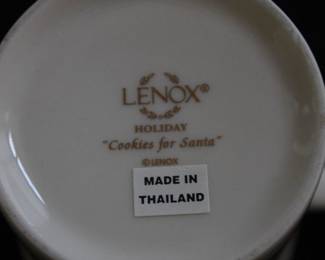 LENOX®
HOLIDAY
"Cookies for Santa"
©LENOX
MADE IN
THAILAND